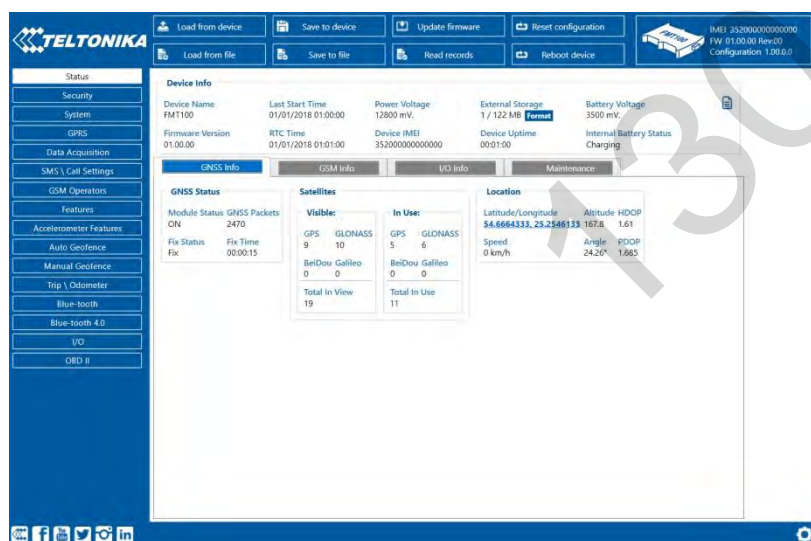 TELTONIKA
Load from device
Save to device
Update firmware
Reset configuration
Load from file
Save to file
Read records
Reboot device
FMT100
IMEI 352000000000000
FW 01.00.00 Rev:00
Configuration 1.00.0.0
Status
Security
System
GPRS
Data Acquisition
SMS \ Call Settings
GSM Operators
Features
Accelerometer Features
Auto Geofence
Manual Geofence
Trip \ Odometer
Blue-tooth
Blue-tooth 4.0
I/O
OBD II
Device Info
Device Name Last Start Time Power Voltage External Storage Battery Voltage
FMT100 01/01/2018 01:00:00 12800 mV. 1 / 122 MB Format 3500 mV.
Firmware Version RTC Time Device IMEI Device Uptime Internal Battery Status
01.00.00 01/01/2018 01:01:00 35200000000000 00:01:00 Charging
GNSS Info GSM Info I/O Info Maintenance
GNSS Status
Module Status GNSS Packets
ON 2470
Fix Status Fix Time
Fix 00:00:15
Satellites
Visible:
GPS GLONASS
9 10
BeiDou Galileo
0 0
Total In View
19
In Use:
GPS GLONASS
5 6
BeiDou Galileo
0 0
Total In Use
11
Location
Latitude/Longitude Altitude HDOP
54.6664333, 25.2546133 167.8 1.61
Speed Angle PDOP
0 km/h 24.26° 1.685
130
f
You Tube
in